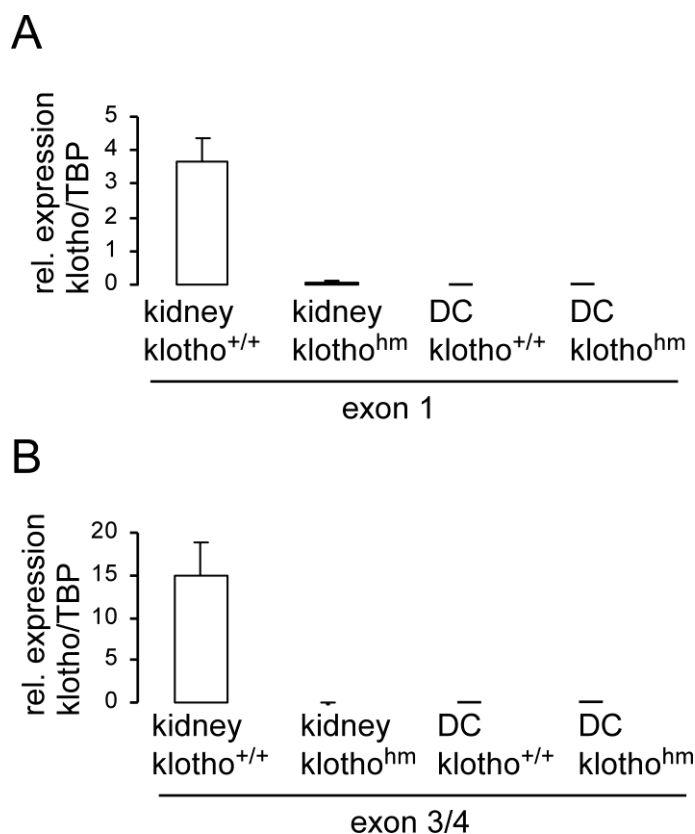 A
rel. expression
klotho/TBP
5
4
3
2
1
0
kidney kidney DC DC
klotho+/+ klothohm klotho+/+ klothohm
exon 1
B
rel. expression
klotho/TBP
20
15
10
5
0
kidney kidney DC DC
klotho+/+ klothohm klotho+/+ klothohm
exon 3/4